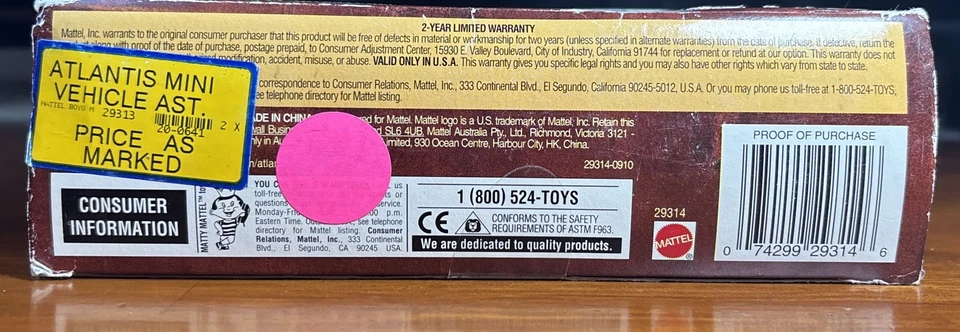 2-YEAR LIMITED WARRANTY
Mattel, Inc. warrants to the original consumer purchaser that this product will be free of defects in material or workmanship for two years (unless specified in alternate warranties) from the date of purchase. If defective, return the
along with proof of the date of purchase, postage prepaid, to Consumer Adjustment Center, 15930 E. Valley Boulevard, City of Industry, California 91744 for replacement or refund at our option. This warranty does not
modification, accident, misuse, or abuse. VALID ONLY IN U.S.A. This warranty gives you specific legal rights and you may also have other rights which vary from state to state.
correspondence to Consumer Relations, Mattel, Inc., 333 Continental Blvd., El Segundo, California 90245-5012, U.S.A. Or you may phone us toll-free at 1-800-524-TOYS,
telephone directory for Mattel listing.
ATLANTIS MINI
VEHICLE AST.
MATTEL BOYS M 29313
20-0641 2 X
PRICE AS
MARKED
MADE IN CHINA for Mattel. Mattel logo is a U.S. trademark of Mattel, Inc. Retain this
SL6 4UB. Mattel Australia Pty., Ltd., Richmond, Victoria 3121 -
only in Limited, 930 Ocean Centre, Harbour City, HK, China.
29314-0910
CONSUMER
INFORMATION
MATTY MATTEL
YOU
toll-free
questions service.
Monday- p.m.
Eastern Time. telephone
directory for Mattel listing. Consumer
Relations, Mattel, Inc., 333 Continental
Blvd., El Segundo, CA 90245 USA.
1 (800) 524-TOYS
CE CONFORMS TO THE SAFETY
REQUIREMENTS OF ASTM F963.
We are dedicated to quality products.
29314
MATTEL
PROOF OF PURCHASE
0 74299 29314 6